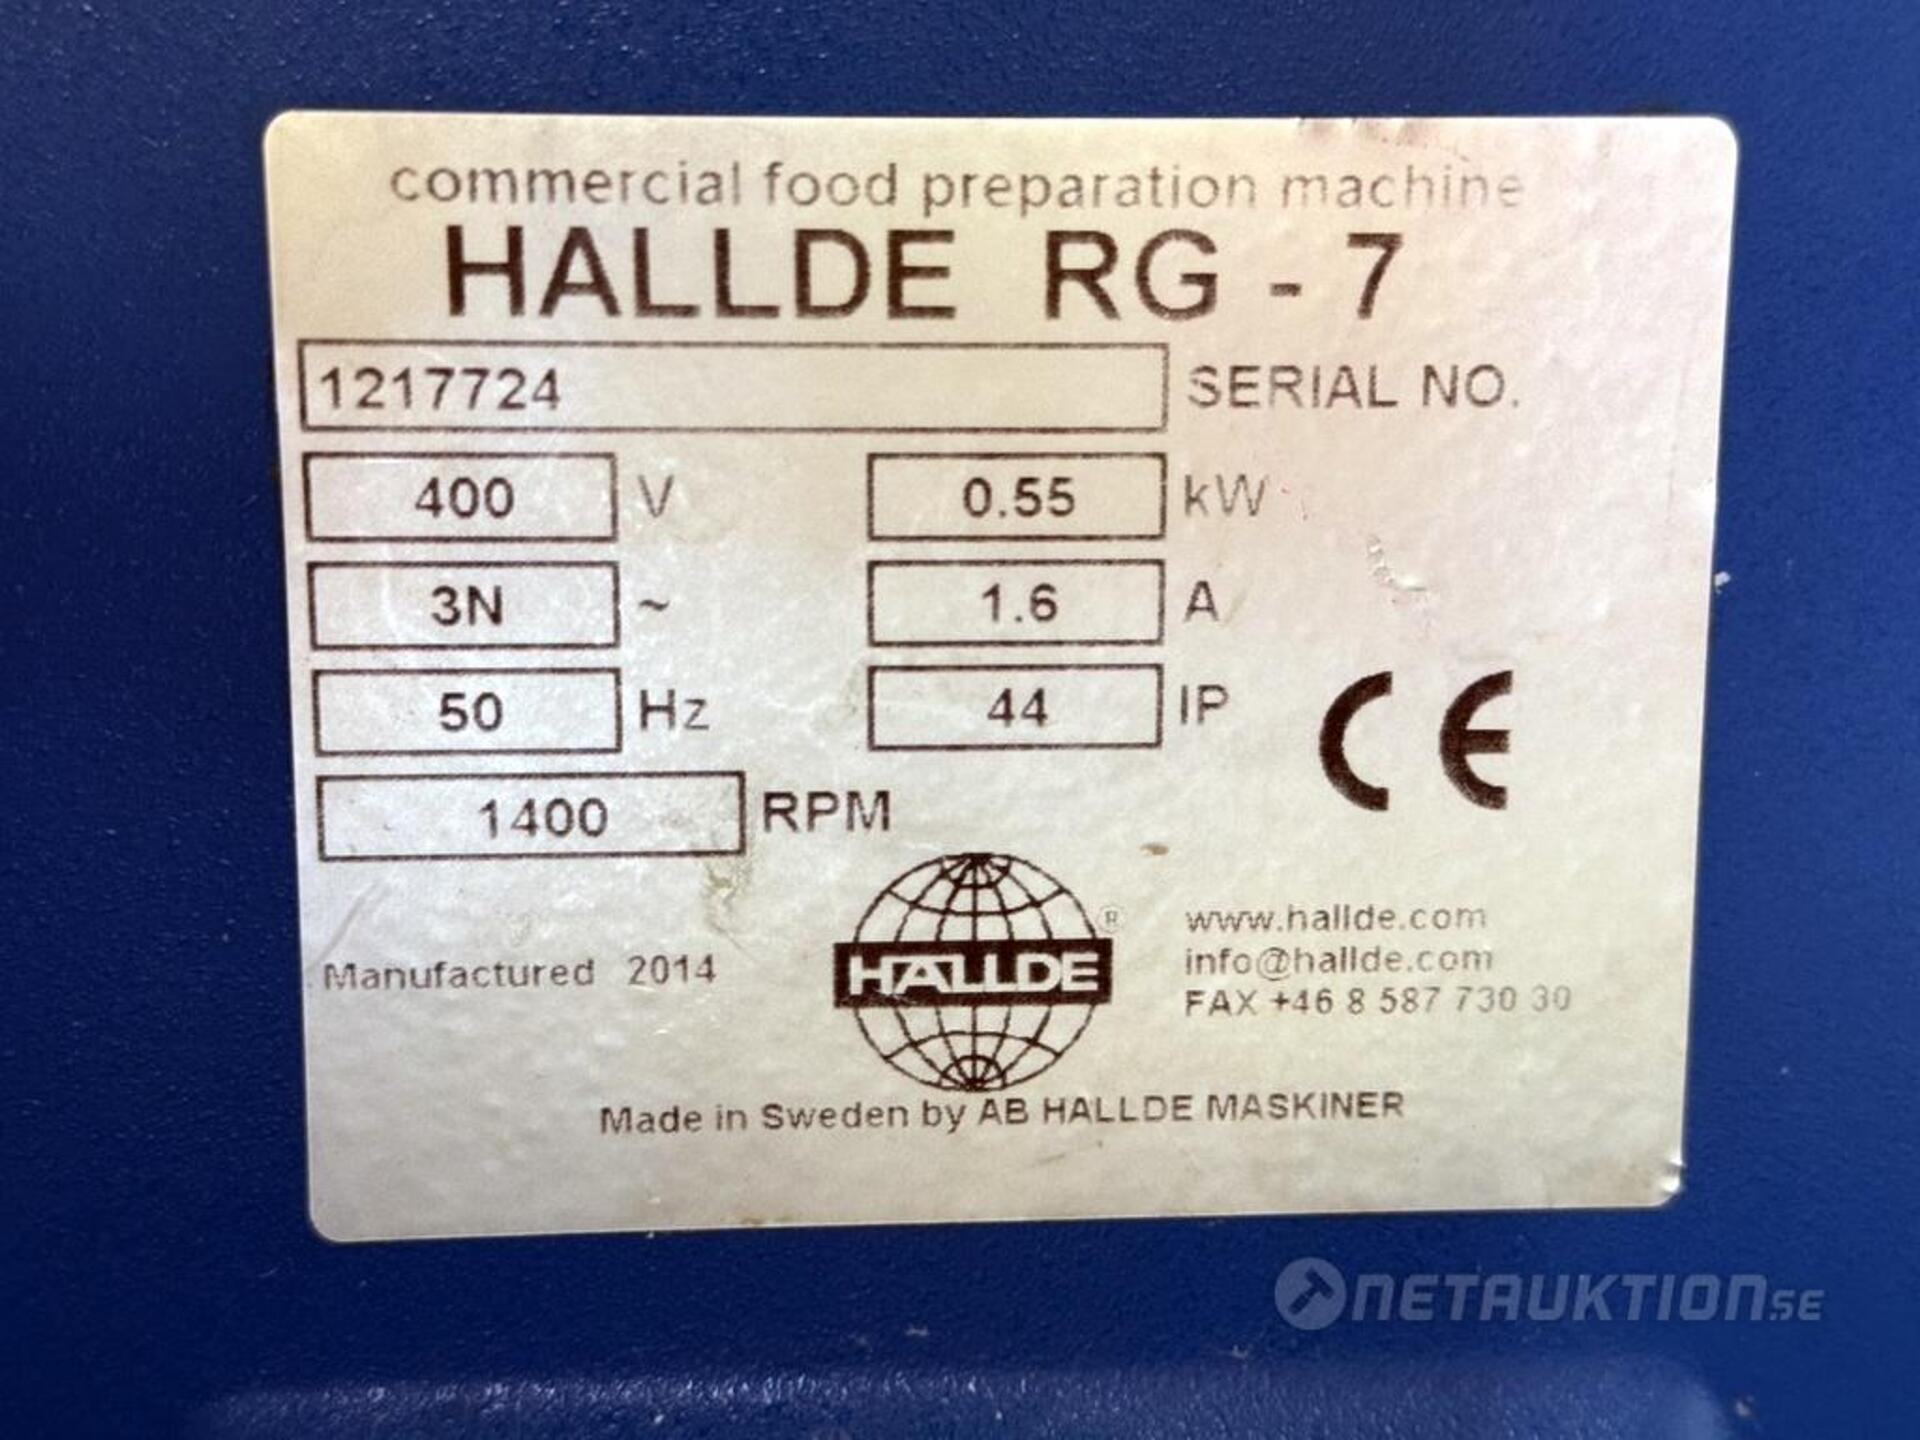 commercial food preparation machine
HALLDE RG - 7
1217724 SERIAL NO.
400 V 0.55 kW
3N ~ 1.6 A
50 Hz 44 IP
CE
1400 RPM
®
HALLDE
Manufactured 2014
www.hallde.com
info@hallde.com
FAX +46 8 587 730 30
Made in Sweden by AB HALLDE MASKINER
NETAUKTION.SE